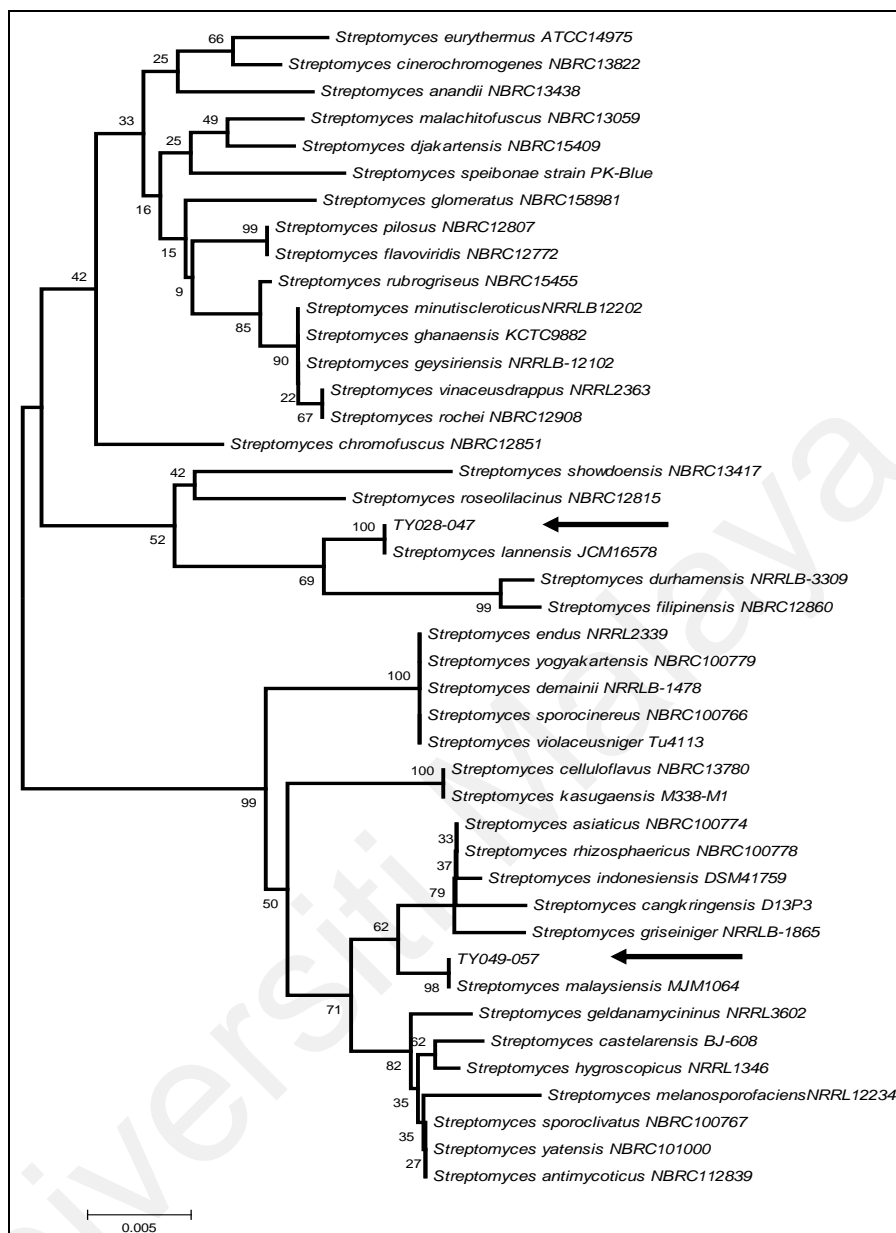 66
Streptomyces eurythermus ATCC14975
25
Streptomyces cinerochromogenes NBRC13822
33
Streptomyces anandii NBRC13438
49
Streptomyces malachitofuscus NBRC13059
25
Streptomyces djakartensis NBRC15409
16
Streptomyces speibonae strain PK-Blue
15
Streptomyces glomeratus NBRC158981
99
Streptomyces pilosus NBRC12807
Streptomyces flavoviridis NBRC12772
42
9
Streptomyces rubrogriseus NBRC15455
85
Streptomyces minutiscleroticusNRRLB12202
Streptomyces ghanaensis KCTC9882
90
Streptomyces geysiriensis NRRLB-12102
22
Streptomyces vinaceusdrappus NRRL2363
67
Streptomyces rochei NBRC12908
Streptomyces chromofuscus NBRC12851
42
Streptomyces showdoensis NBRC13417
52
Streptomyces roseolilacinus NBRC12815
100
TY028-047
Streptomyces lannensis JCM16578
69
Streptomyces durhamensis NRRLB-3309
99
Streptomyces filipinensis NBRC12860
Streptomyces endus NRRL2339
Streptomyces yogyakartensis NBRC100779
100
Streptomyces demainii NRRLB-1478
Streptomyces sporocinereus NBRC100766
Streptomyces violaceusniger Tu4113
99
100
Streptomyces celluloflavus NBRC13780
Streptomyces kasugaensis M338-M1
Streptomyces asiaticus NBRC100774
33
Streptomyces rhizosphaericus NBRC100778
37
Streptomyces indonesiensis DSM41759
50
79
Streptomyces cangkringensis D13P3
62
Streptomyces griseiniger NRRLB-1865
TY049-057
98
Streptomyces malaysiensis MJM1064
71
Streptomyces geldanamycininus NRRL3602
62
Streptomyces castelarensis BJ-608
82
Streptomyces hygroscopicus NRRL1346
35
Streptomyces melanosporofaciensNRRL12234
Streptomyces sporoclivatus NBRC100767
35
Streptomyces yatensis NBRC101000
27
Streptomyces antimycoticus NBRC112839
0.005
Universiti Malaya